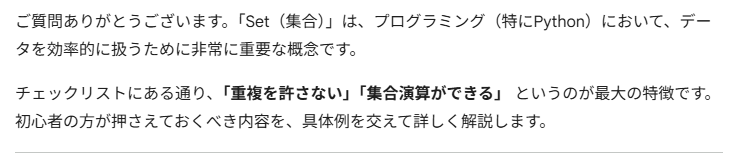 ご質問ありがとうございます。「Set（集合）」は、プログラミング（特にPython）において、デー
タを効率的に扱うために非常に重要な概念です。
チェックリストにある通り、「重複を許さない」「集合演算ができる」 というのが最大の特徴です。
初心者の方が押さえておくべき内容を、具体例を交えて詳しく解説します。